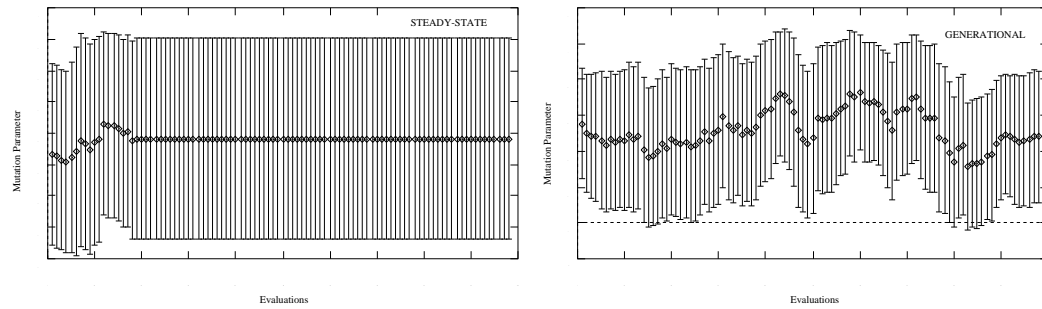 STEADY-STATE
Mutation Parameter
Evaluations
GENERATIONAL
Mutation Parameter
Evaluations